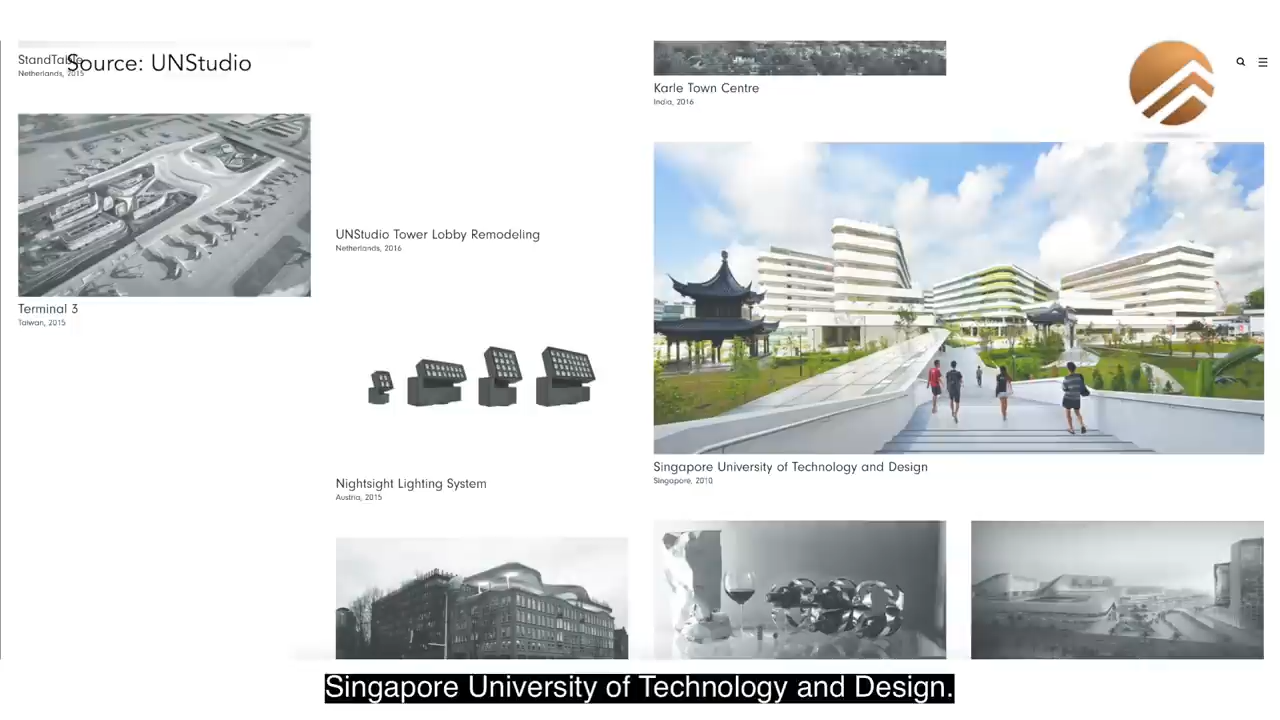 StandTable
Netherlands, 2015
Source: UNStudio
Terminal 3
Taiwan, 2015
UNStudio Tower Lobby Remodeling
Netherlands, 2016
Nightsight Lighting System
Austria, 2015
Karle Town Centre
India, 2016
Singapore University of Technology and Design
Singapore, 2010
Singapore University of Technology and Design.